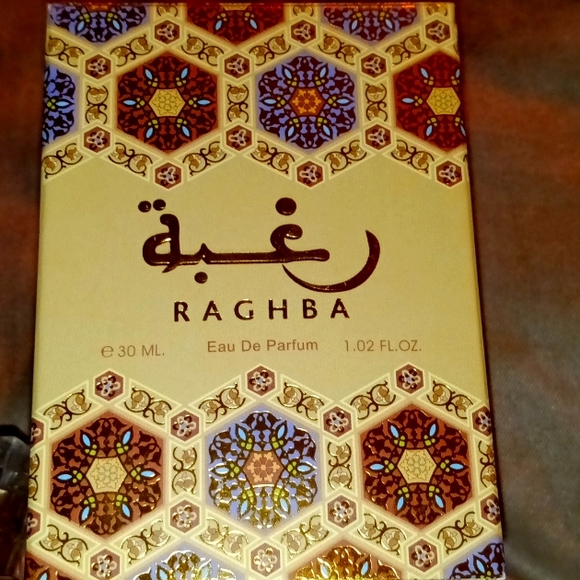 رغبة
RAGHBA
℮ 30 ML. Eau De Parfum 1.02 FL.OZ.